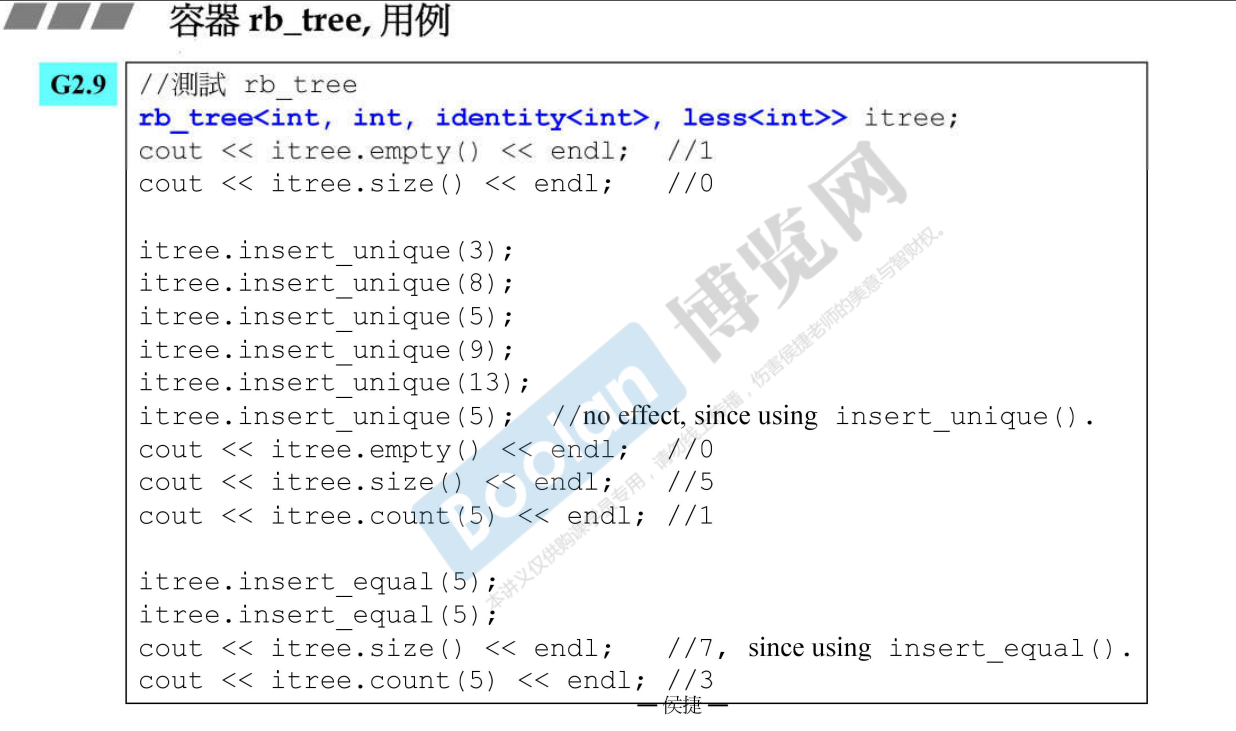 容器 rb_tree, 用例
G2.9
//測試 rb_tree
rb_tree<int, int, identity<int>, less<int>> itree;
cout << itree.empty() << endl; //1
cout << itree.size() << endl; //0
itree.insert_unique(3);
itree.insert_unique(8);
itree.insert_unique(5);
itree.insert_unique(9);
itree.insert_unique(13);
itree.insert_unique(5); //no effect, since using insert_unique().
cout << itree.empty() << endl; //0
cout << itree.size() << endl; //5
cout << itree.count(5) << endl; //1
itree.insert_equal(5);
itree.insert_equal(5);
cout << itree.size() << endl; //7, since using insert_equal().
cout << itree.count(5) << endl; //3
— 侯捷 —
Boolan 博览网
本讲义仅供购课学员专用，请勿线上传播，伤害侯捷老师的美意与智财权。